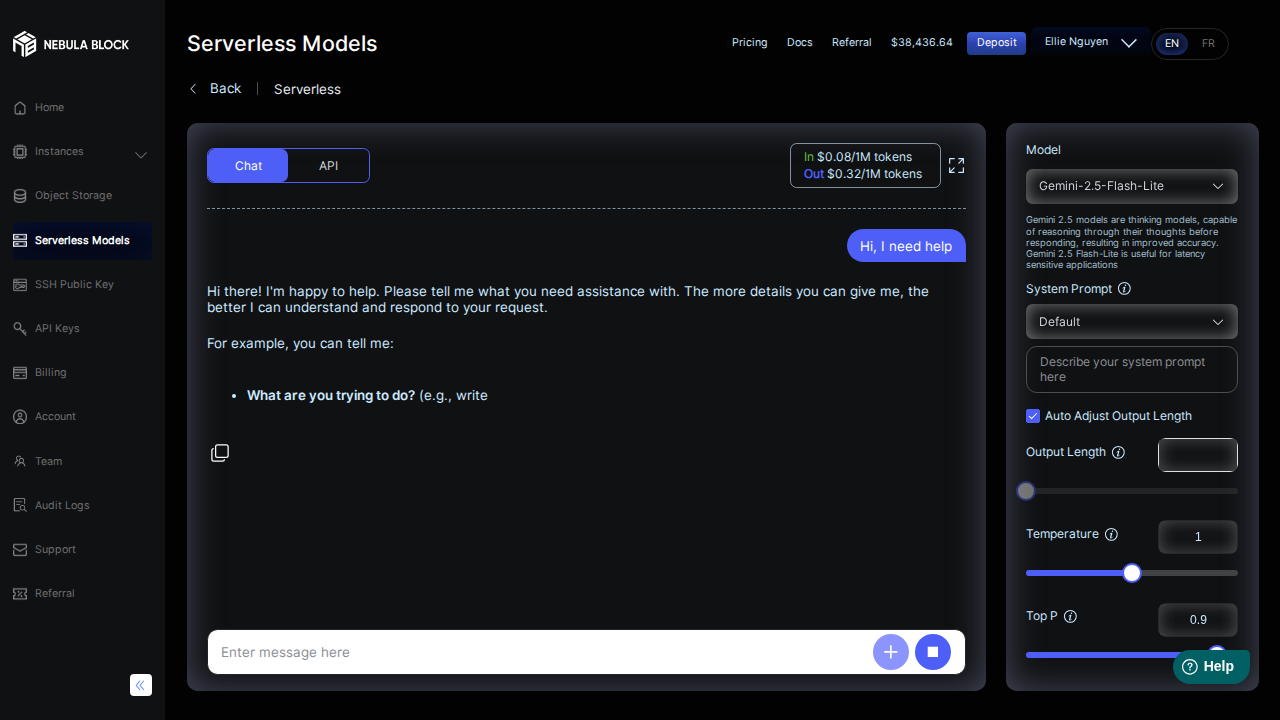 NEBULA BLOCK
Home
Instances
Object Storage
Serverless Models
SSH Public Key
API Keys
Billing
Account
Team
Audit Logs
Support
Referral
Serverless Models
Pricing
Docs
Referral
$38,436.64
Deposit
Ellie Nguyen
EN
FR
Back
Serverless
Chat
API
In $0.08/1M tokens
Out $0.32/1M tokens
Hi, I need help
Hi there! I'm happy to help. Please tell me what you need assistance with. The more details you can give me, the
better I can understand and respond to your request.
For example, you can tell me:
• What are you trying to do? (e.g., write
Enter message here
Model
Gemini-2.5-Flash-Lite
Gemini 2.5 models are thinking models, capable
of reasoning through their thoughts before
responding, resulting in improved accuracy.
Gemini 2.5 Flash-Lite is useful for latency
sensitive applications
System Prompt
Default
Describe your system prompt
here
Auto Adjust Output Length
Output Length
Temperature
1
Top P
0.9
Help